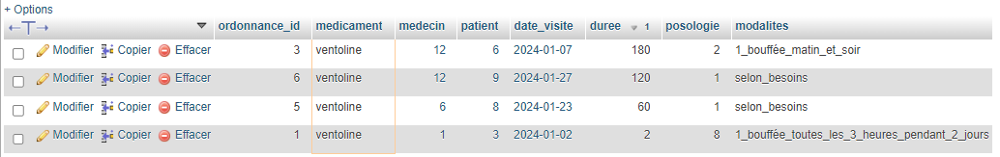 + Options
←T→ ordonnance_id medicament medecin patient date_visite duree 1 posologie modalites
Modifier Copier Effacer 3 ventoline 12 6 2024-01-07 180 2 1_bouffée_matin_et_soir
Modifier Copier Effacer 6 ventoline 12 9 2024-01-27 120 1 selon_besoins
Modifier Copier Effacer 5 ventoline 6 8 2024-01-23 60 1 selon_besoins
Modifier Copier Effacer 1 ventoline 1 3 2024-01-02 2 8 1_bouffée_toutes_les_3_heures_pendant_2_jours